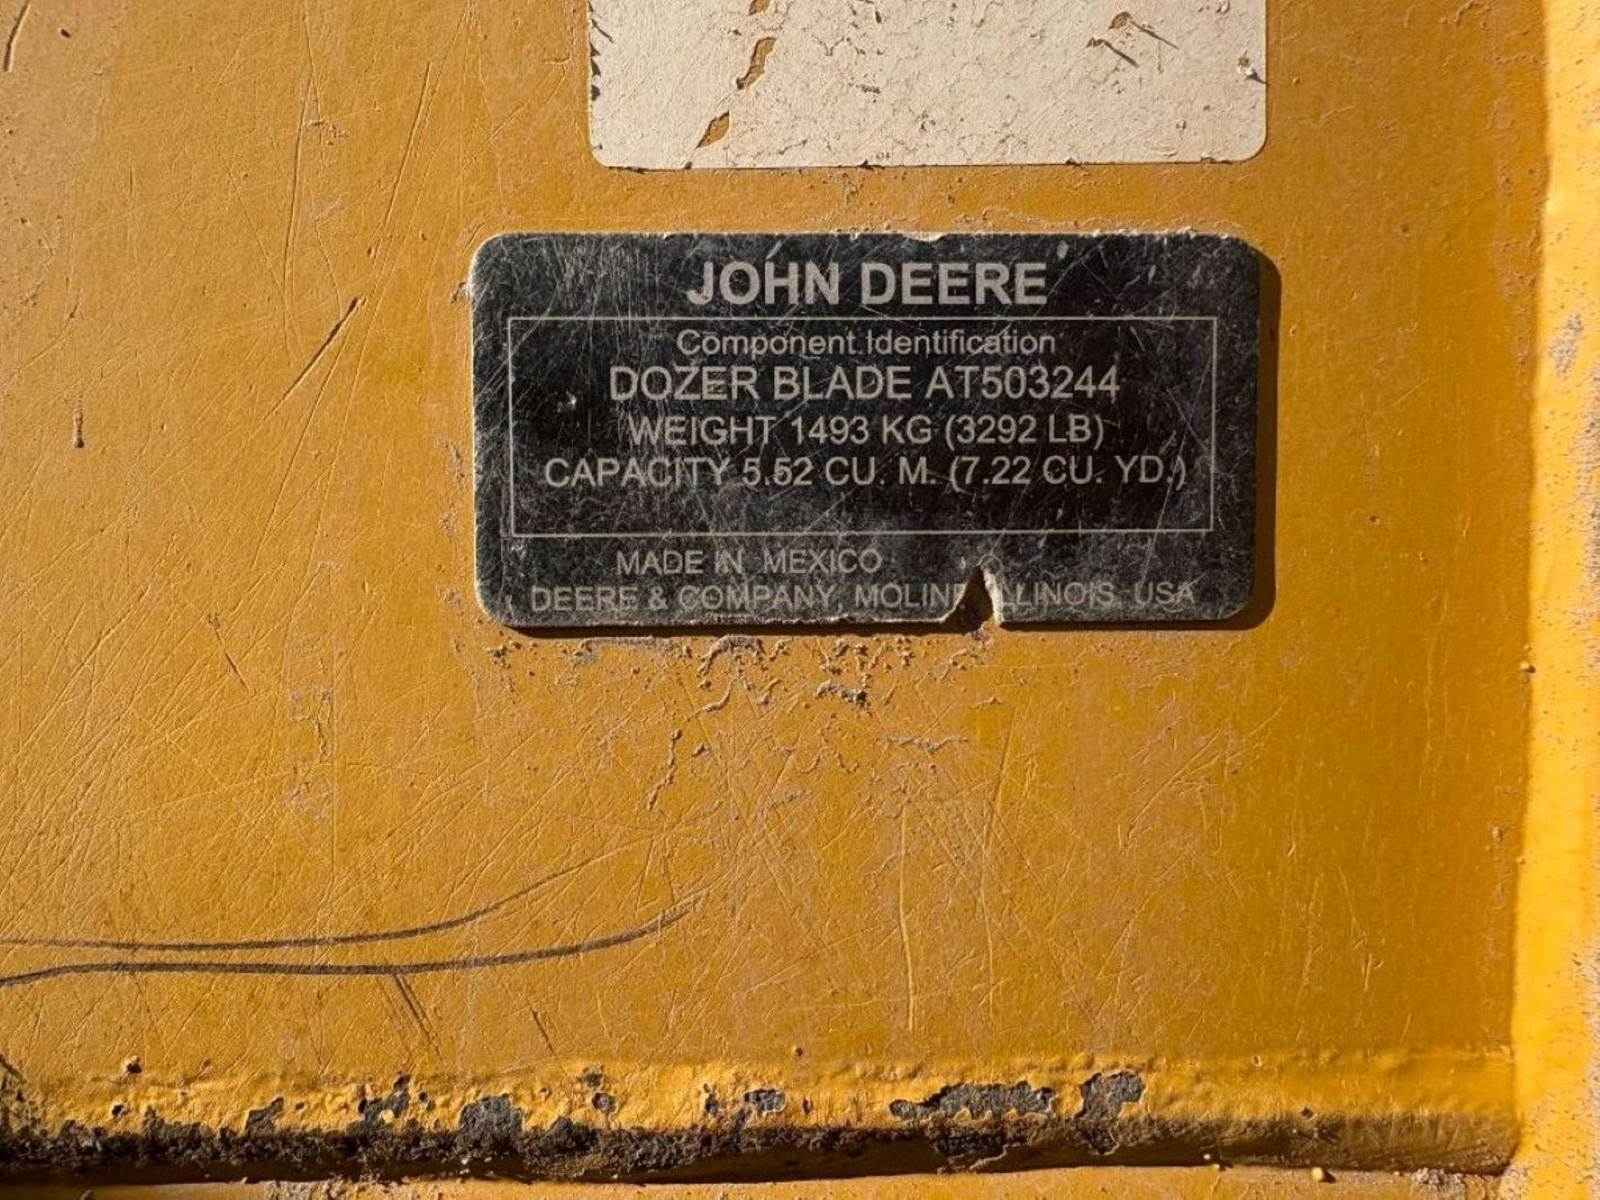 JOHN DEERE
Component Identification
DOZER BLADE AT503244
WEIGHT 1493 KG (3292 LB)
CAPACITY 5.52 CU. M. (7.22 CU. YD.)
MADE IN MEXICO
DEERE & COMPANY, MOLINE ILLINOIS USA